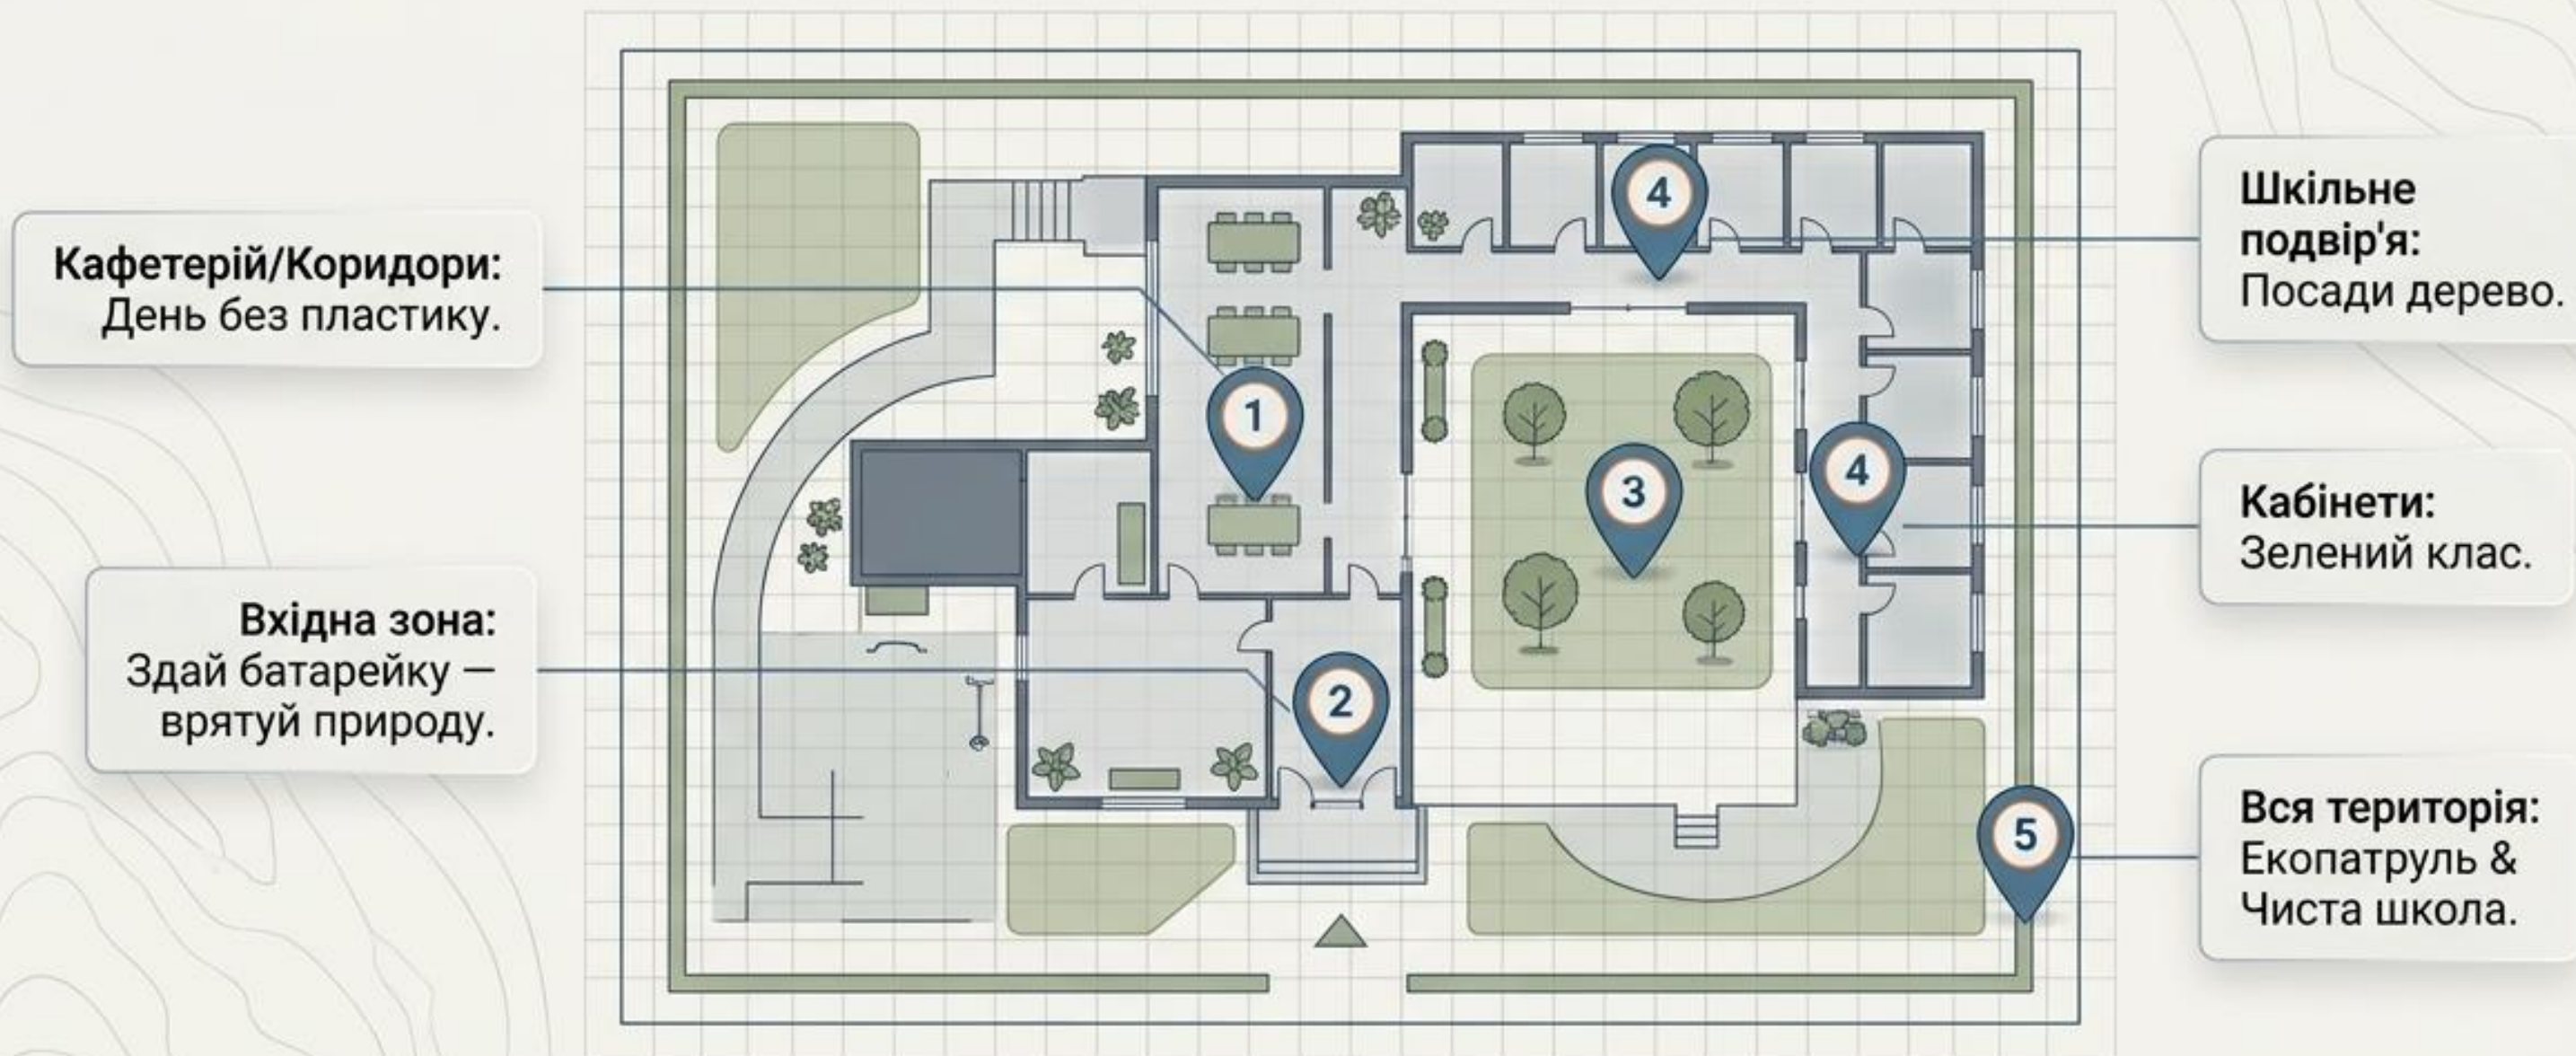 Кафетерій/Коридори:
День без пластику.
Вхідна зона:
Здай батарейку —
врятуй природу.
4
1
3
4
2
5
Шкільне
подвір'я:
Посади дерево.
Кабінети:
Зелений клас.
Вся територія:
Екопатруль &
Чиста школа.